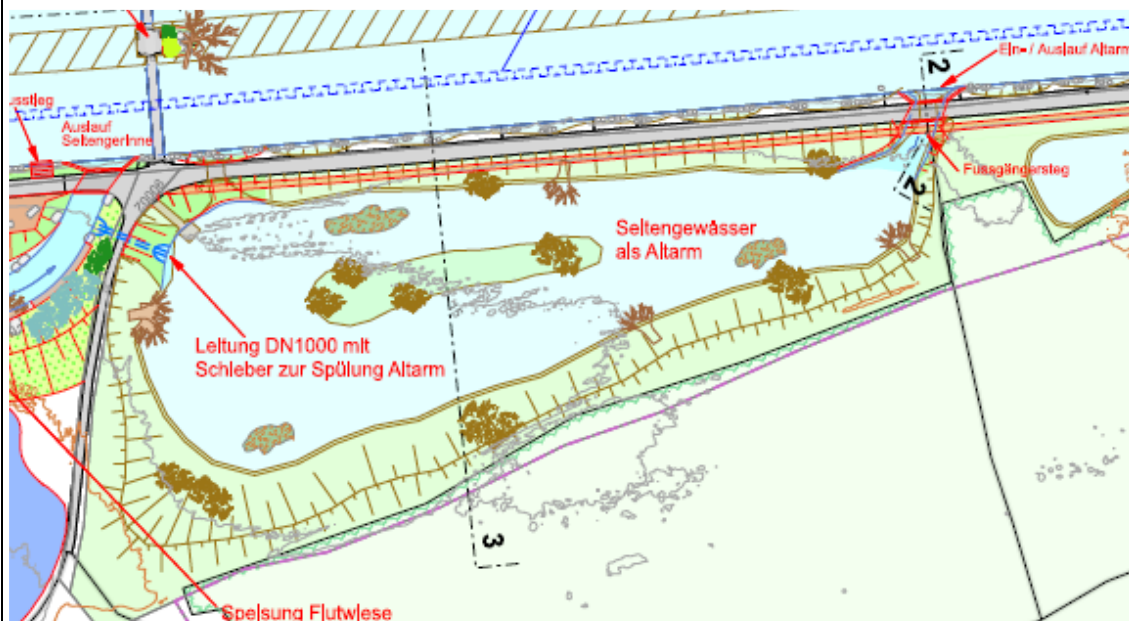 Ein- / Auslauf Altarm
2
usstieg
Auslauf
Seitengerinne
Z0006
Fussgängersteg
2
Seitengewässer
als Altarm
Leitung DN1000 mit
Schieber zur Spülung Altarm
3
Speisung Flutwiese